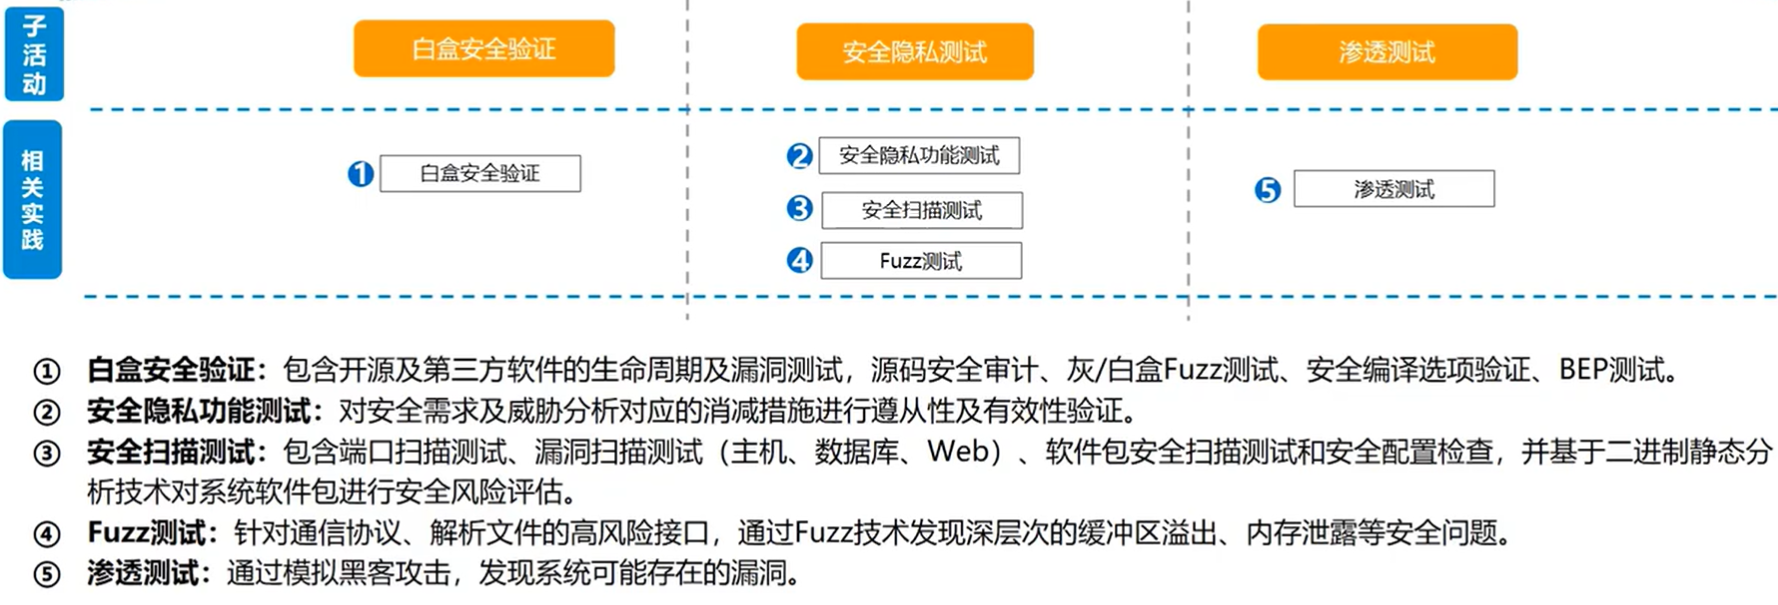 子活动
白盒安全验证
安全隐私测试
渗透测试
相关实践
1 白盒安全验证
2 安全隐私功能测试
3 安全扫描测试
4 Fuzz测试
5 渗透测试
① 白盒安全验证：包含开源及第三方软件的生命周期及漏洞测试，源码安全审计、灰/白盒Fuzz测试、安全编译选项验证、BEP测试。
② 安全隐私功能测试：对安全需求及威胁分析对应的消减措施进行遵从性及有效性验证。
③ 安全扫描测试：包含端口扫描测试、漏洞扫描测试（主机、数据库、Web）、软件包安全扫描测试和安全配置检查，并基于二进制静态分
析技术对系统软件包进行安全风险评估。
④ Fuzz测试：针对通信协议、解析文件的高风险接口，通过Fuzz技术发现深层次的缓冲区溢出、内存泄露等安全问题。
⑤ 渗透测试：通过模拟黑客攻击，发现系统可能存在的漏洞。